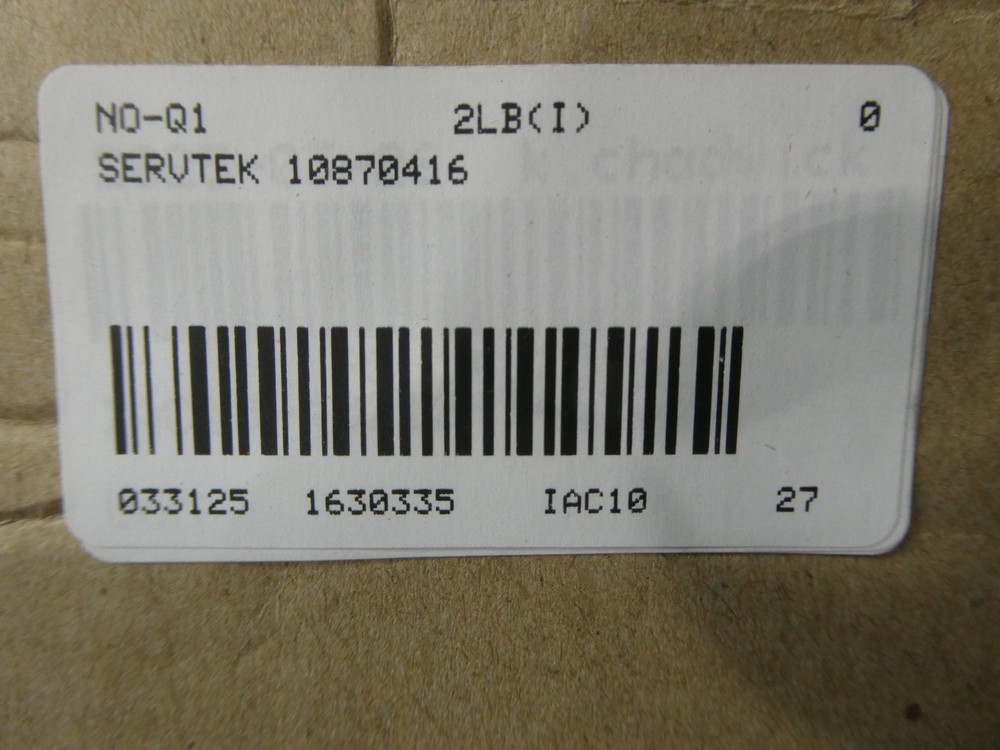 NO-Q1 2LB(I) 0
SERVTEK 10870416
033125 1630335 IAC10 27